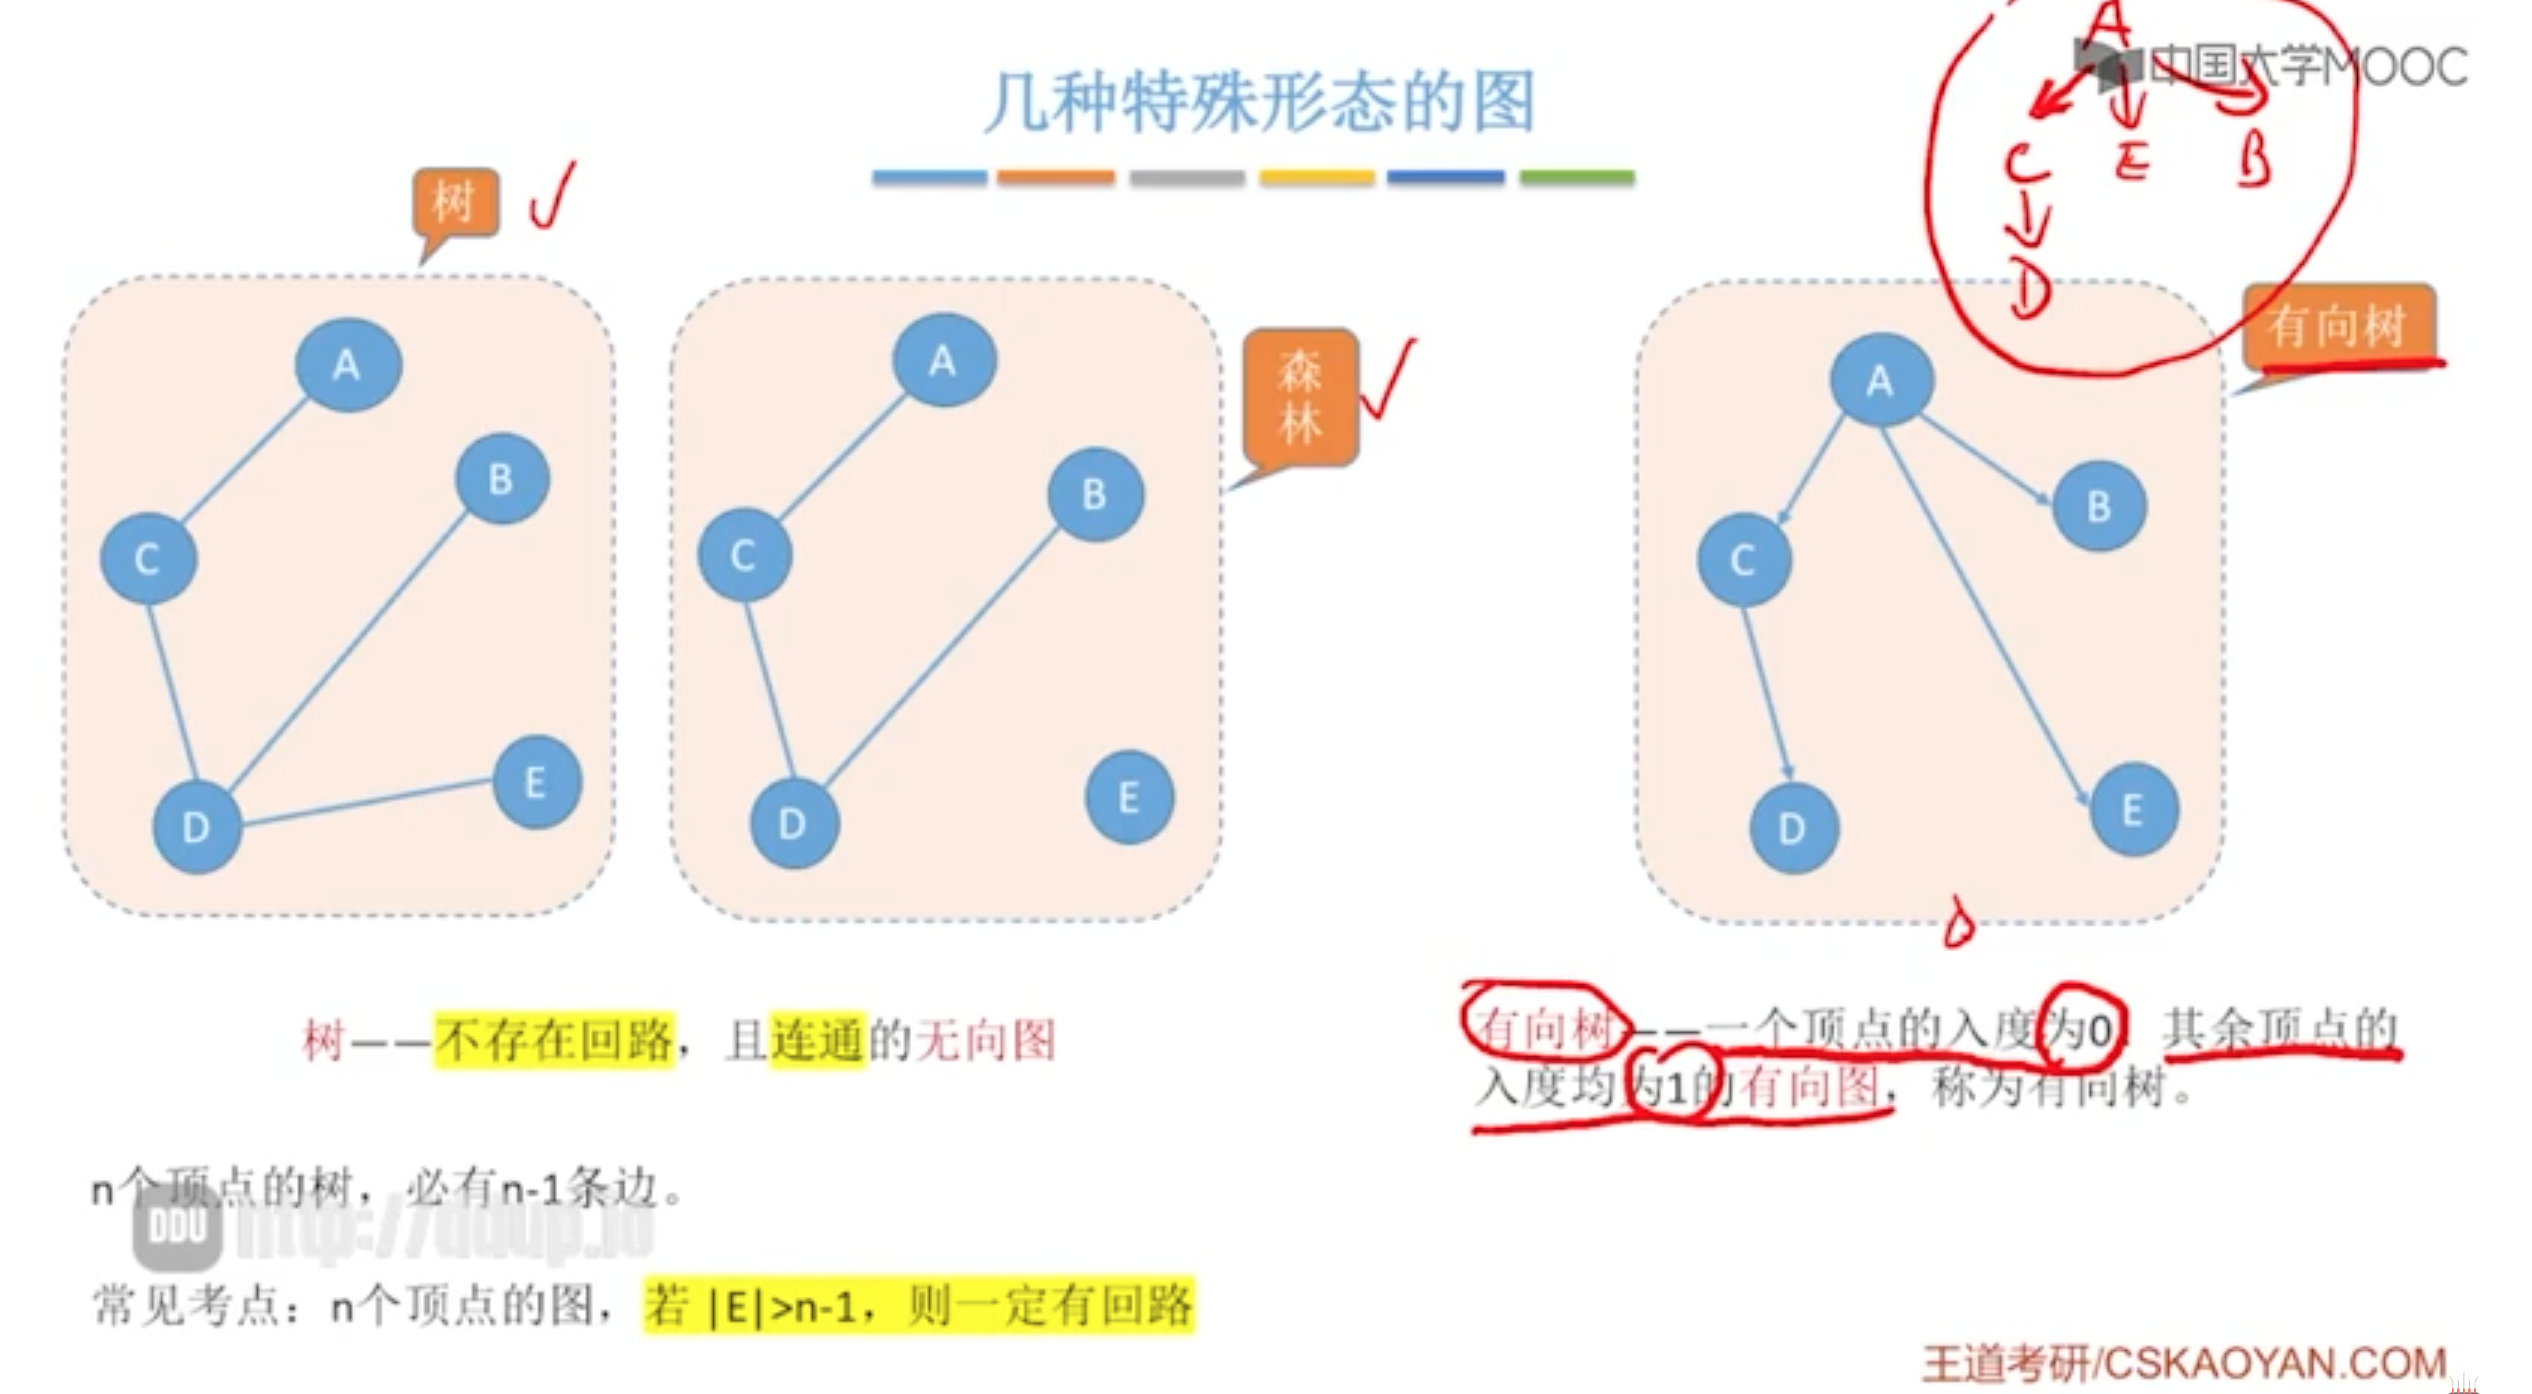 几种特殊形态的图
中国大学MOOC
A
C E B
D
树
A
B
C
D
E
森
林
A
B
C
D
E
有向树
A
B
C
D
E
树——不存在回路，且连通的无向图
n个顶点的树，必有n-1条边。
DDU http://ddup.io
常见考点：n个顶点的图，若 |E|>n-1，则一定有回路
有向树——一个顶点的入度为0、其余顶点的
入度均为1的有向图，称为有向树。
王道考研/CSKAOYAN.COM